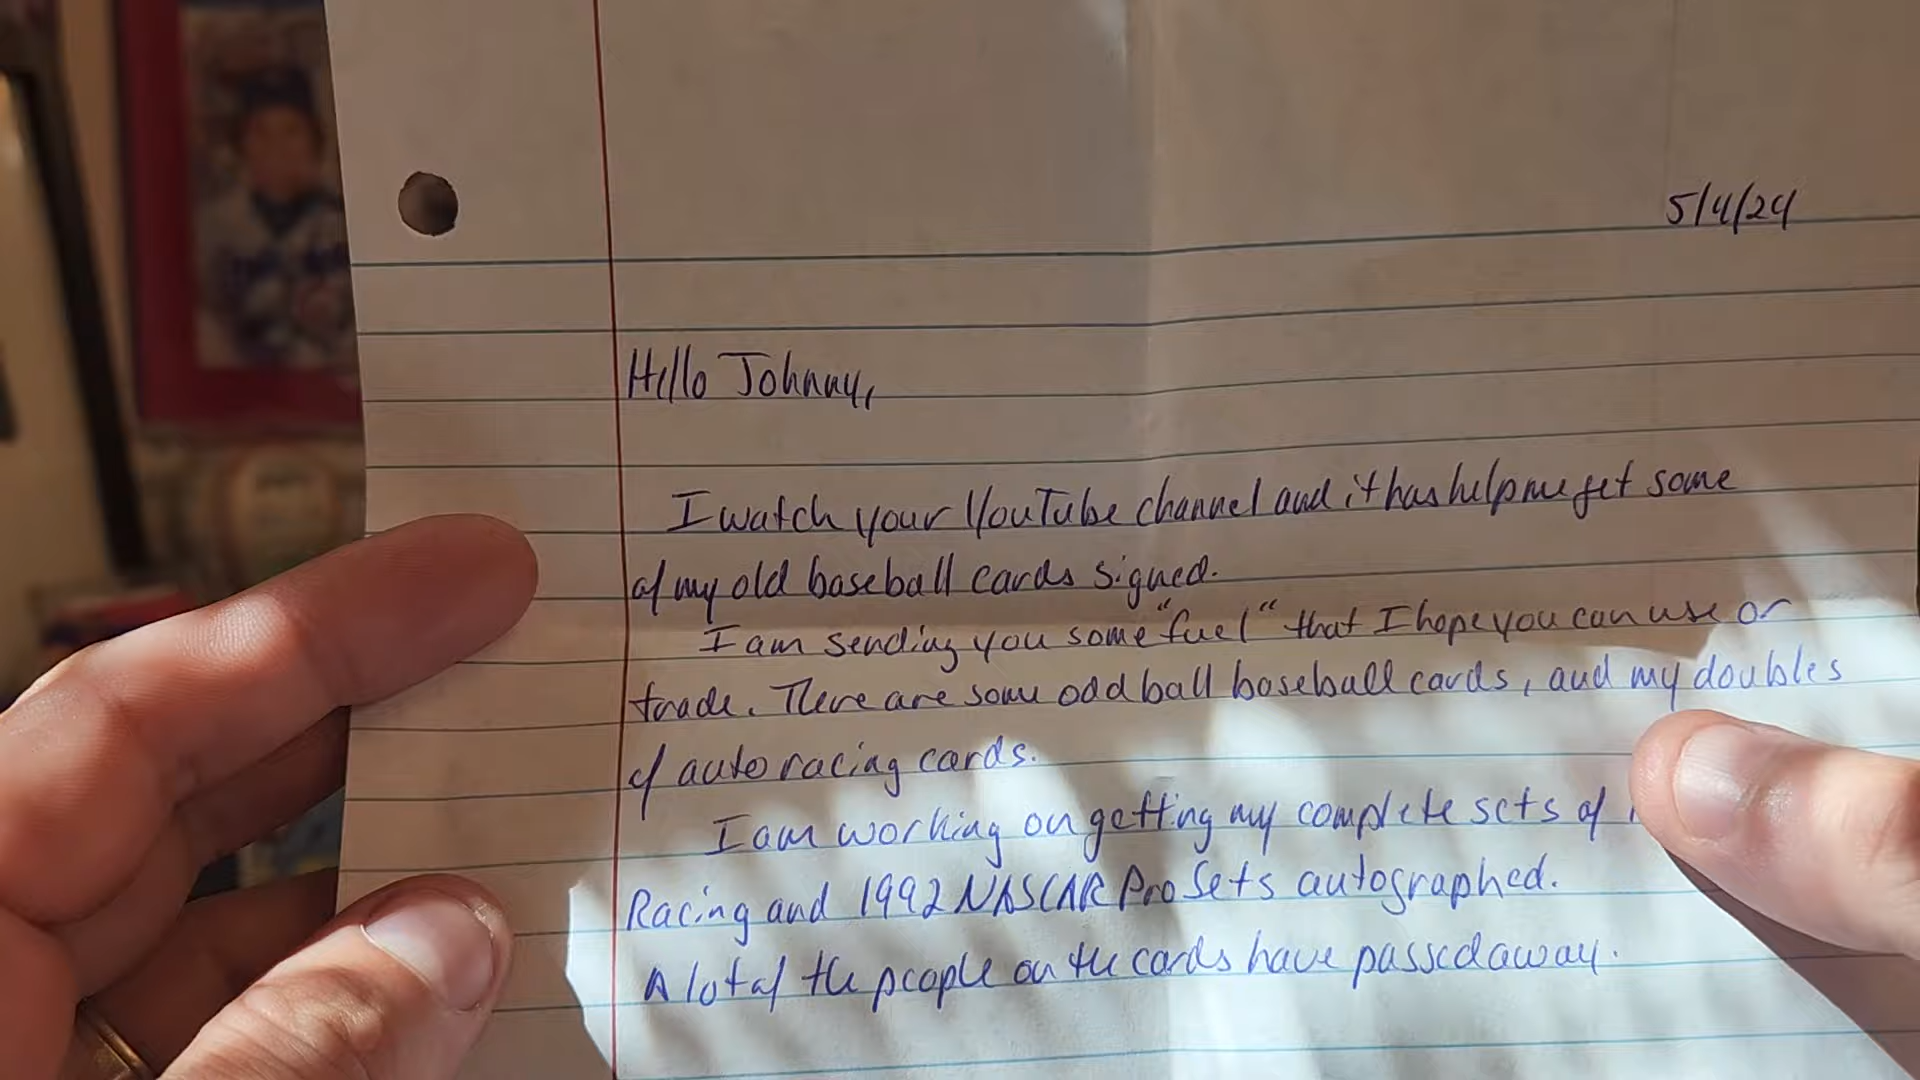 5/4/24
Hello Johnny,
I watch your YouTube channel and it has help me get some
of my old baseball cards signed.
I am sending you some "fuel" that I hope you can use or
trade. There are some odd ball baseball cards, and my doubles
of auto racing cards.
I am working on getting my complete sets of
Racing and 1992 NASCAR Pro Sets autographed.
A lot of the people on the cards have passed away.